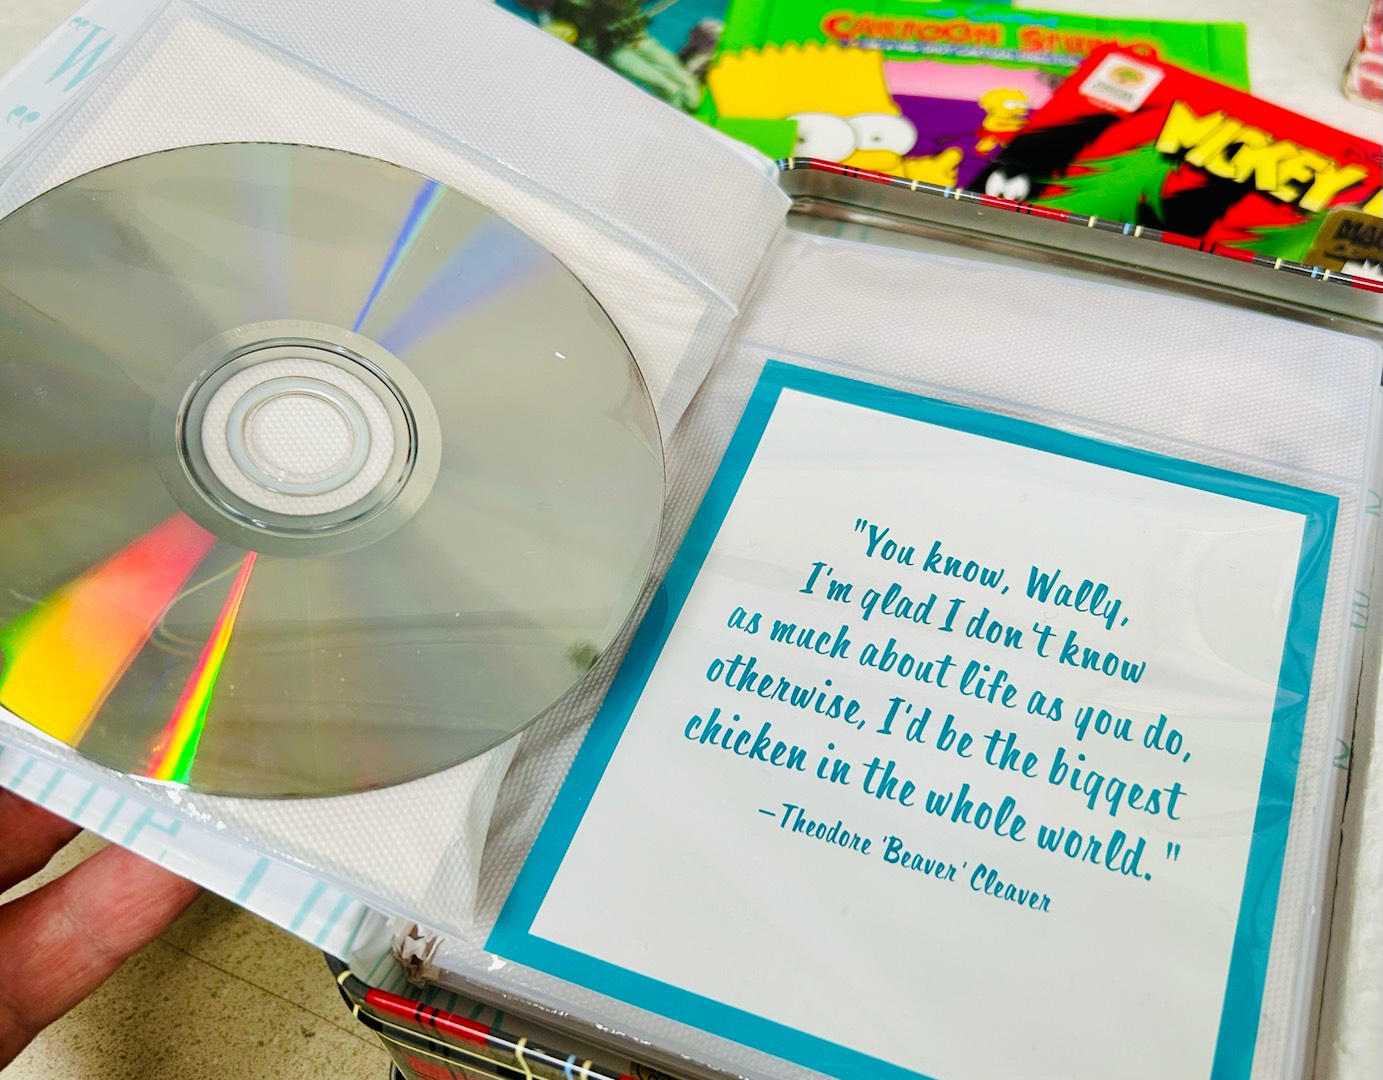 CARTOON STUDIO
MICKEY
"You know, Wally,
I'm glad I don't know
as much about life as you do,
otherwise, I'd be the biggest
chicken in the whole world."
–Theodore 'Beaver' Cleaver